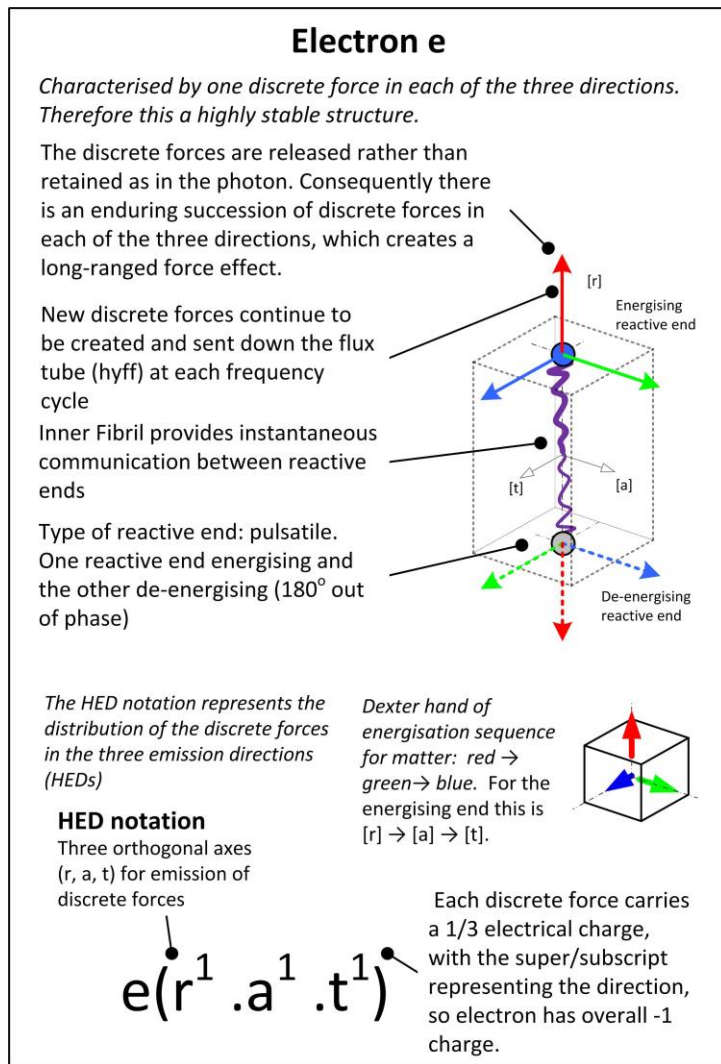 Electron e
Characterised by one discrete force in each of the three directions.
Therefore this a highly stable structure.
The discrete forces are released rather than
retained as in the photon. Consequently there
is an enduring succession of discrete forces in
each of the three directions, which creates a
long-ranged force effect.
[r]
Energising
reactive end
New discrete forces continue to
be created and sent down the flux
tube (hyff) at each frequency
cycle
Inner Fibril provides instantaneous
communication between reactive
ends
[t]
[a]
Type of reactive end: pulsatile.
One reactive end energising and
the other de-energising (180° out
of phase)
De-energising
reactive end
The HED notation represents the
distribution of the discrete forces
in the three emission directions
(HEDs)
Dexter hand of
energisation sequence
for matter: red →
green→ blue. For the
energising end this is
[r] → [a] → [t].
HED notation
Three orthogonal axes
(r, a, t) for emission of
discrete forces
e(r¹ .a¹ .t¹)
Each discrete force carries
a 1/3 electrical charge,
with the super/subscript
representing the direction,
so electron has overall -1
charge.